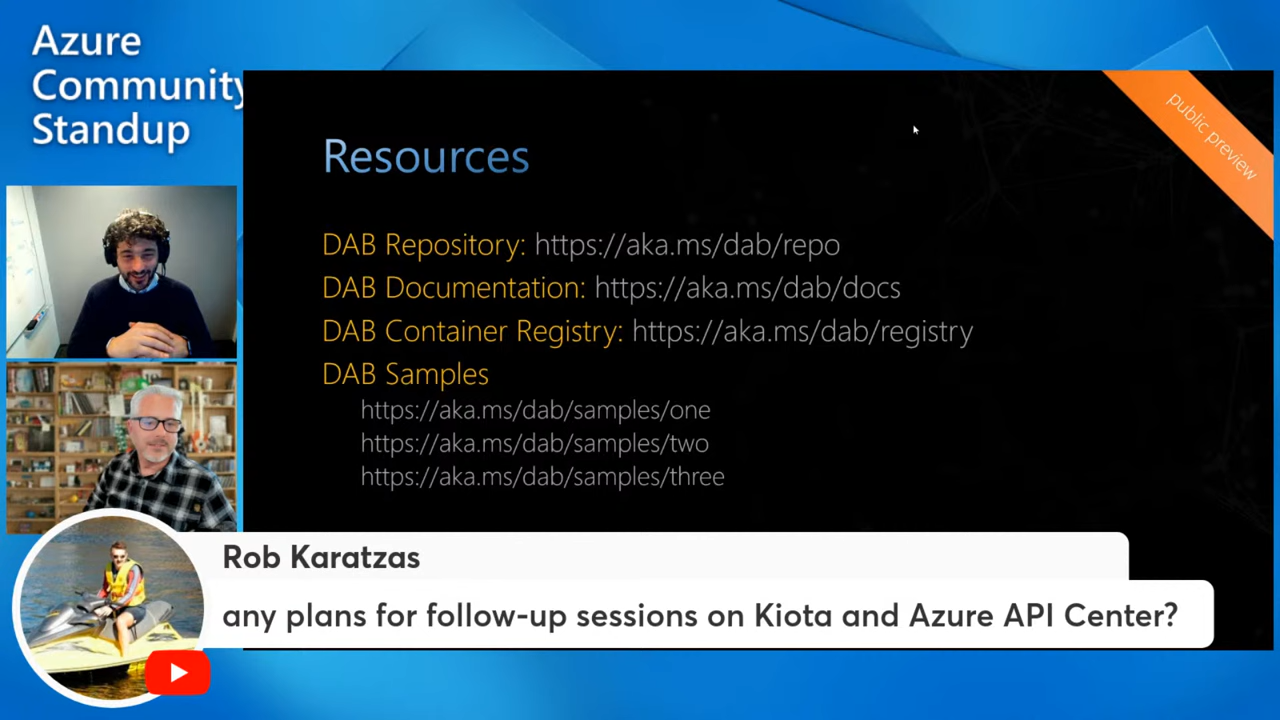 Azure
Community
Standup
public preview
Resources
DAB Repository: https://aka.ms/dab/repo
DAB Documentation: https://aka.ms/dab/docs
DAB Container Registry: https://aka.ms/dab/registry
DAB Samples
https://aka.ms/dab/samples/one
https://aka.ms/dab/samples/two
https://aka.ms/dab/samples/three
Rob Karatzas
any plans for follow-up sessions on Kiota and Azure API Center?